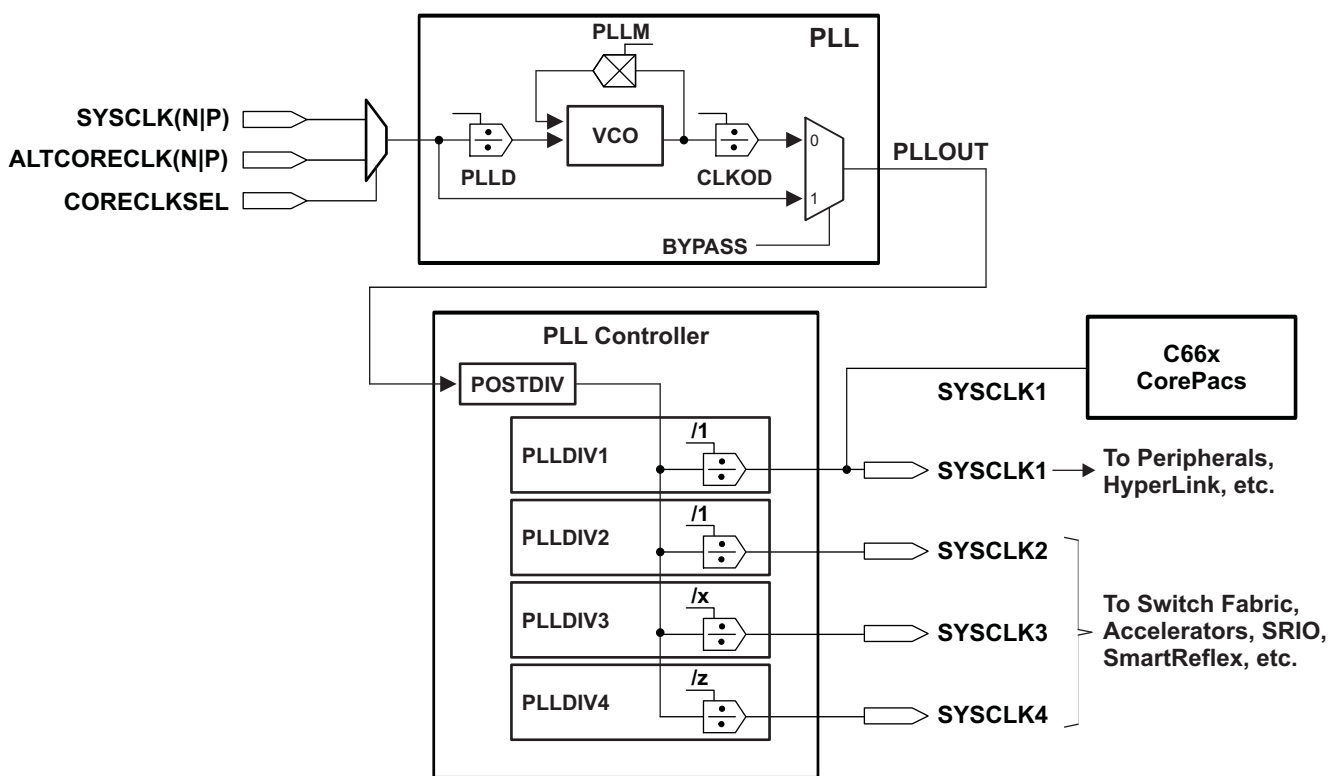 PLLM
PLL
SYSCLK(N|P)
VCO
0
PLLOUT
ALTCORECLK(N|P)
PLLD
CLKOD
CORECLKSEL
1
BYPASS
PLL Controller
C66x
CorePacs
POSTDIV
SYSCLK1
/1
PLLDIV1
SYSCLK1
To Peripherals,
HyperLink, etc.
/1
PLLDIV2
SYSCLK2
/x
PLLDIV3
SYSCLK3
To Switch Fabric,
Accelerators, SRIO,
SmartReflex, etc.
/z
PLLDIV4
SYSCLK4